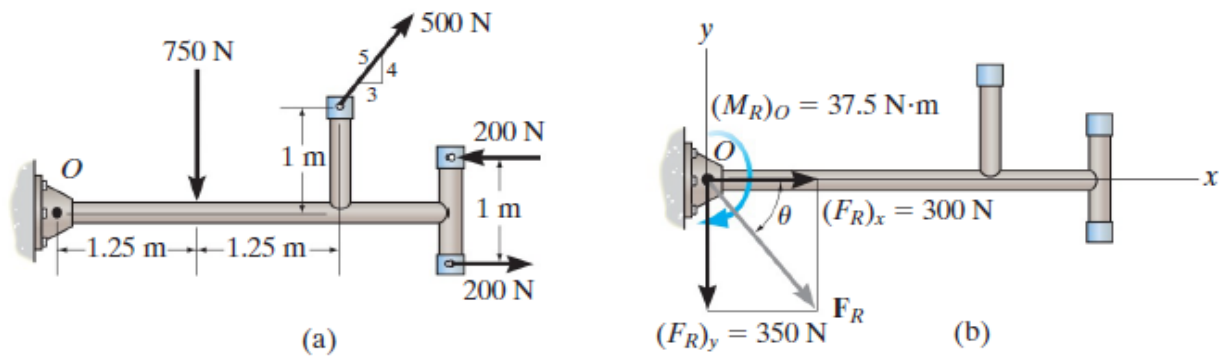 500 N
750 N
5
4
3
200 N
1 m
O
1 m
1.25 m
1.25 m
200 N
(a)
y
(M_R)_O = 37.5 N·m
O
x
θ
(F_R)_x = 300 N
F_R
(F_R)_y = 350 N
(b)